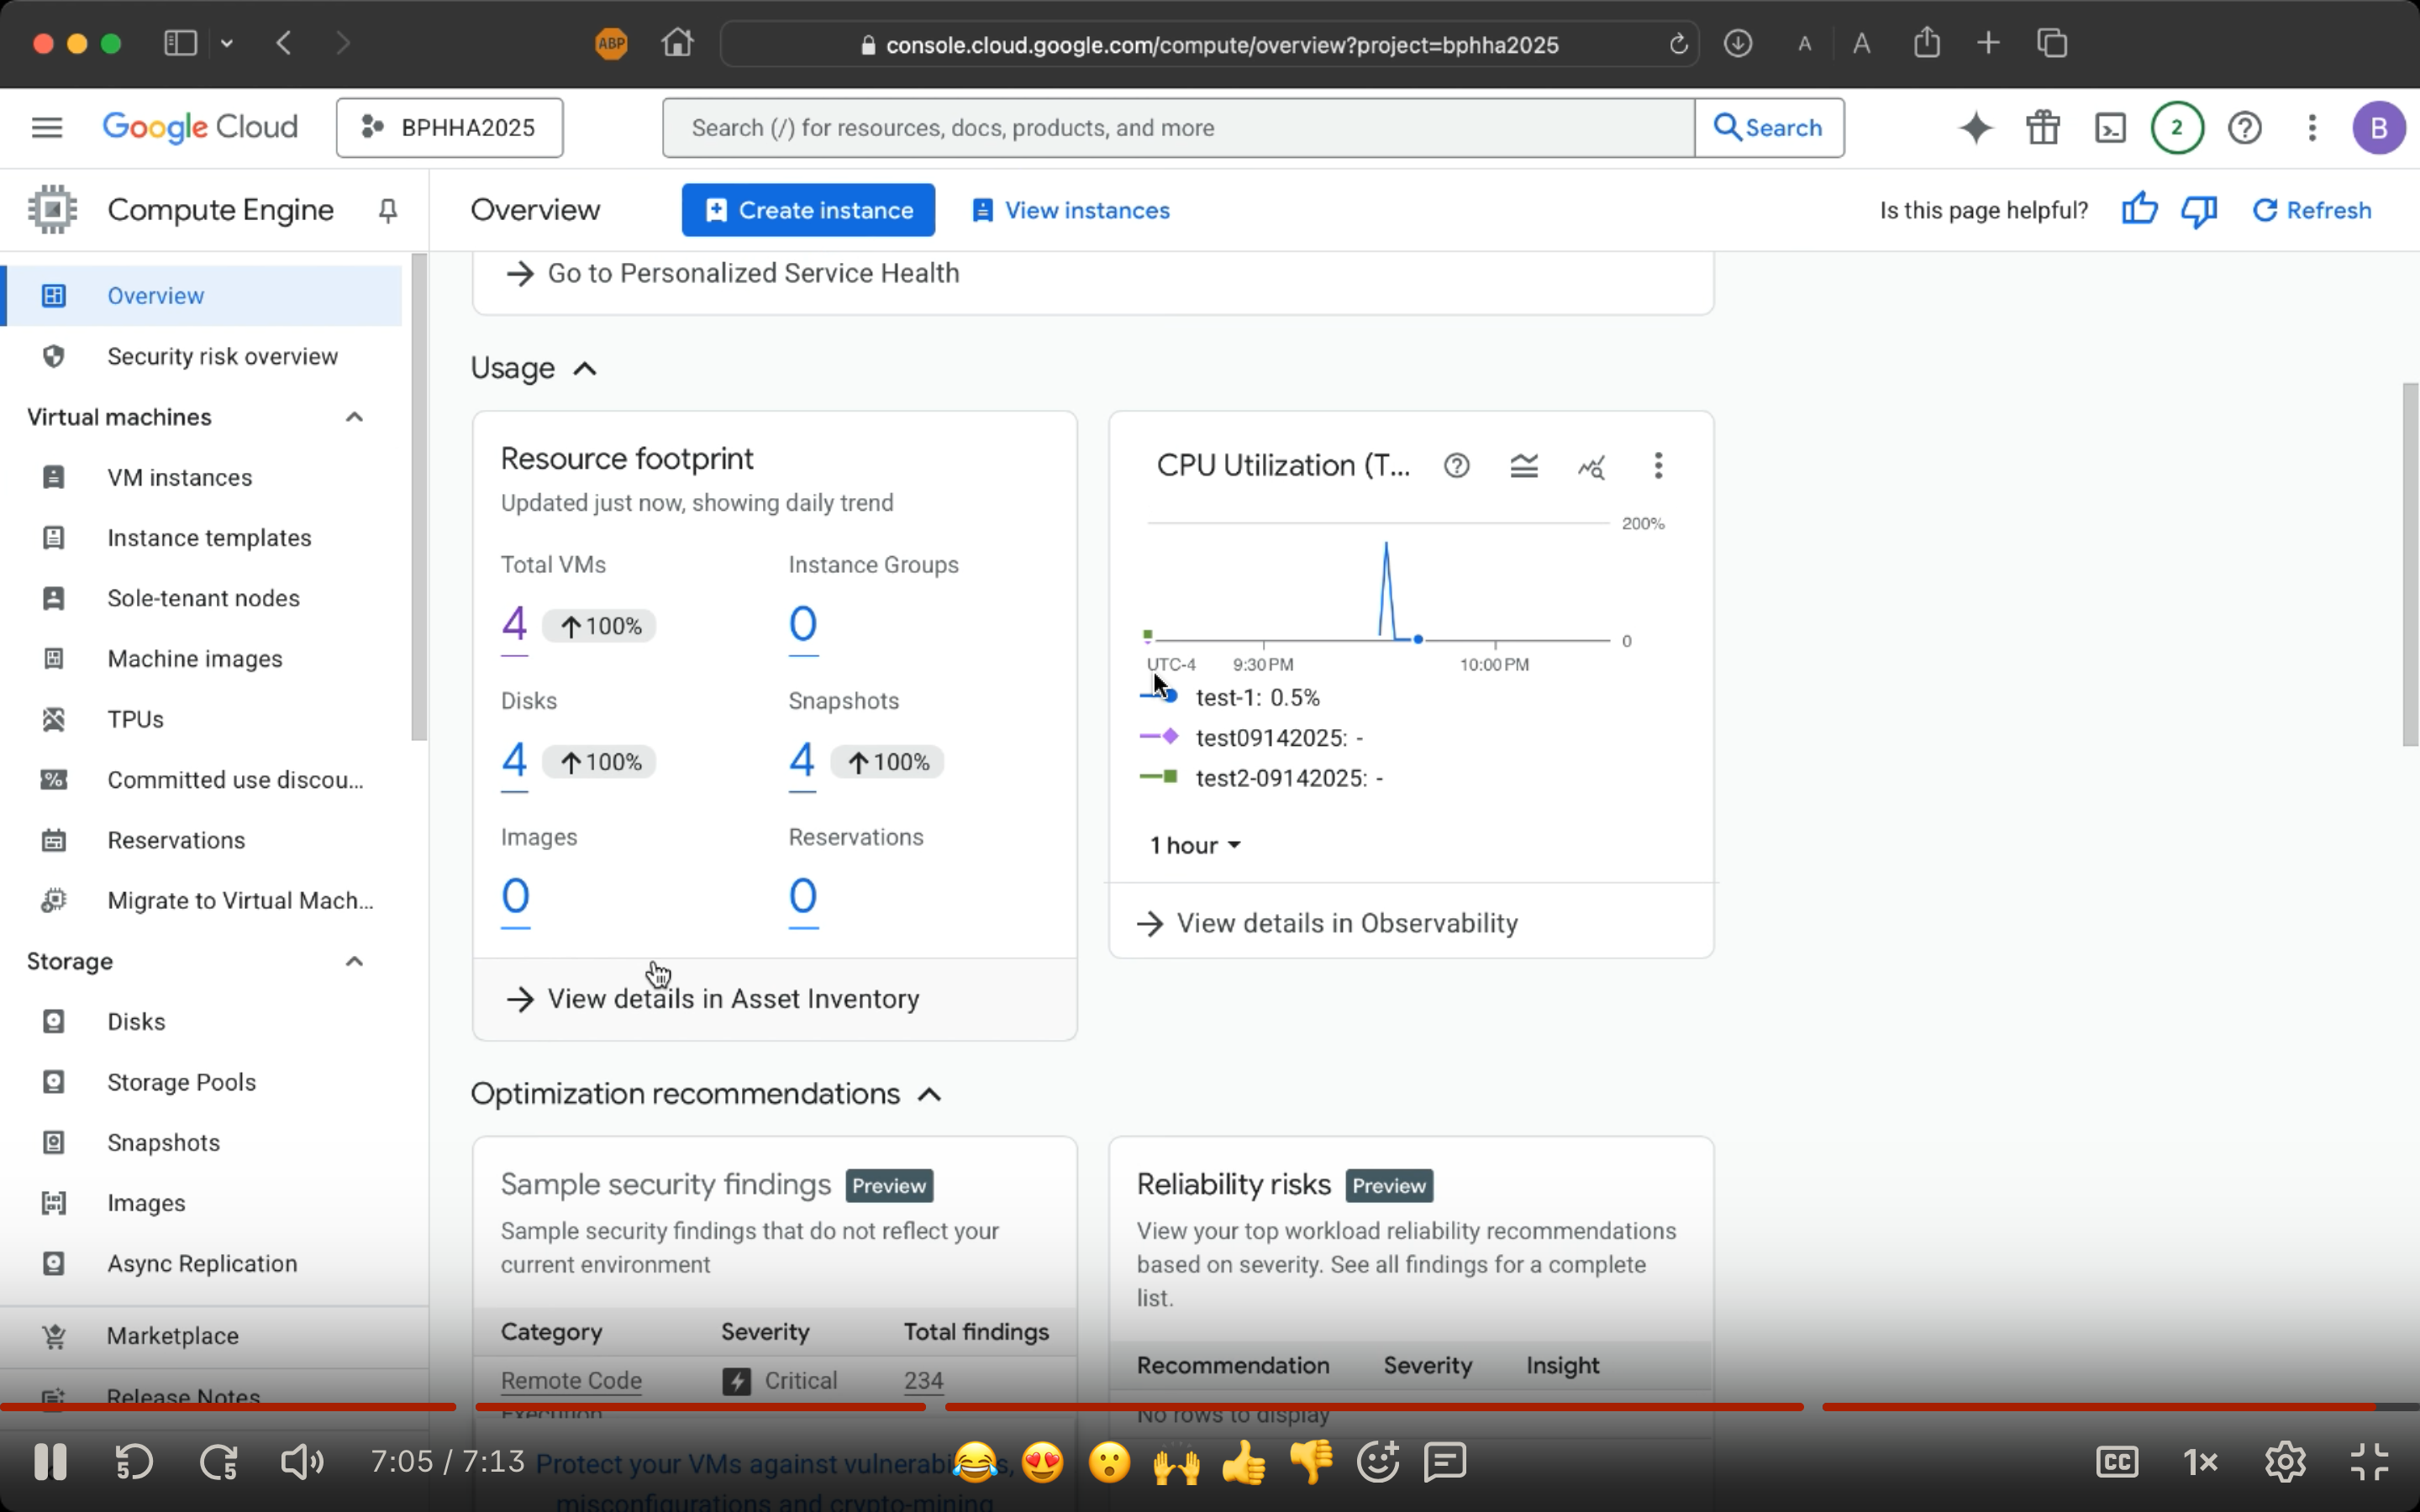 ABP
console.cloud.google.com/compute/overview?project=bphha2025
A
A
Google Cloud
BPHHA2025
Search (/) for resources, docs, products, and more
Search
2
B
Compute Engine
Overview
Create instance
View instances
Is this page helpful?
Refresh
Overview
Security risk overview
Virtual machines
VM instances
Instance templates
Sole-tenant nodes
Machine images
TPUs
Committed use discou...
Reservations
Migrate to Virtual Mach...
Storage
Disks
Storage Pools
Snapshots
Images
Async Replication
Marketplace
Release Notes
Go to Personalized Service Health
Usage
Resource footprint
Updated just now, showing daily trend
Total VMs
4 100%
Instance Groups
0
Disks
4 100%
Snapshots
4 100%
Images
0
Reservations
0
View details in Asset Inventory
CPU Utilization (T...
200%
0
UTC-4 9:30 PM 10:00 PM
test-1: 0.5%
test09142025: -
test2-09142025: -
1 hour
View details in Observability
Optimization recommendations
Sample security findings Preview
Sample security findings that do not reflect your
current environment
Category Severity Total findings
Remote Code Critical 234
Execution
Protect your VMs against vulnerabi s,
misconfigurations and crypto-mining
Reliability risks Preview
View your top workload reliability recommendations
based on severity. See all findings for a complete
list.
Recommendation Severity Insight
No rows to display
5
5
7:05 / 7:13
CC
1×